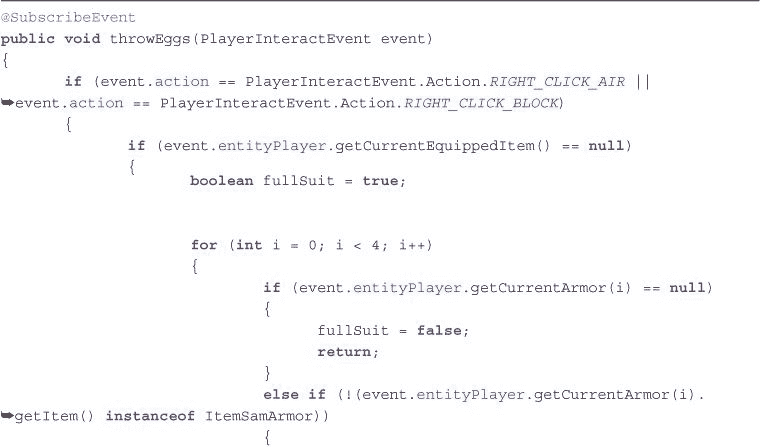 @SubscribeEvent
public void throwEggs(PlayerInteractEvent event)
{
if (event.action == PlayerInteractEvent.Action.RIGHT_CLICK_AIR ||
➥event.action == PlayerInteractEvent.Action.RIGHT_CLICK_BLOCK)
{
if (event.entityPlayer.getCurrentEquippedItem() == null)
{
boolean fullSuit = true;
for (int i = 0; i < 4; i++)
{
if (event.entityPlayer.getCurrentArmor(i) == null)
{
fullSuit = false;
return;
}
else if (!(event.entityPlayer.getCurrentArmor(i).
➥getItem() instanceof ItemSamArmor))
{